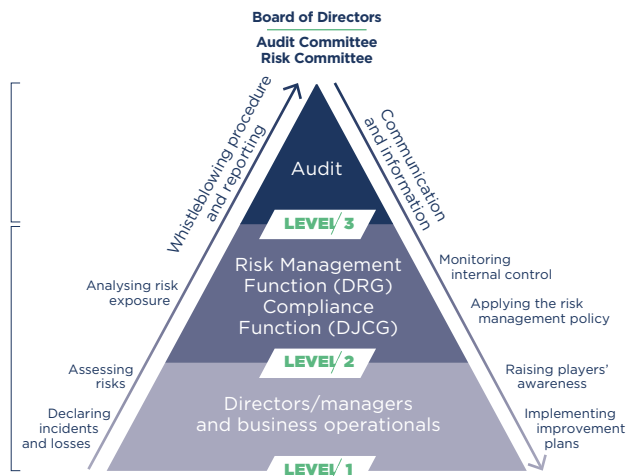 Board of Directors
Audit Committee
Risk Committee
Whistleblowing procedure
and reporting
Communication
and information
Audit
LEVEL/ 3
Risk Management
Function (DRG)
Compliance
Function (DJCG)
Analysing risk
exposure
Monitoring
internal control
Applying the risk
management policy
LEVEL/ 2
Assessing
risks
Raising players’
awareness
Directors/managers
and business operationals
Declaring
incidents
and losses
Implementing
improvement
plans
LEVEL/ 1